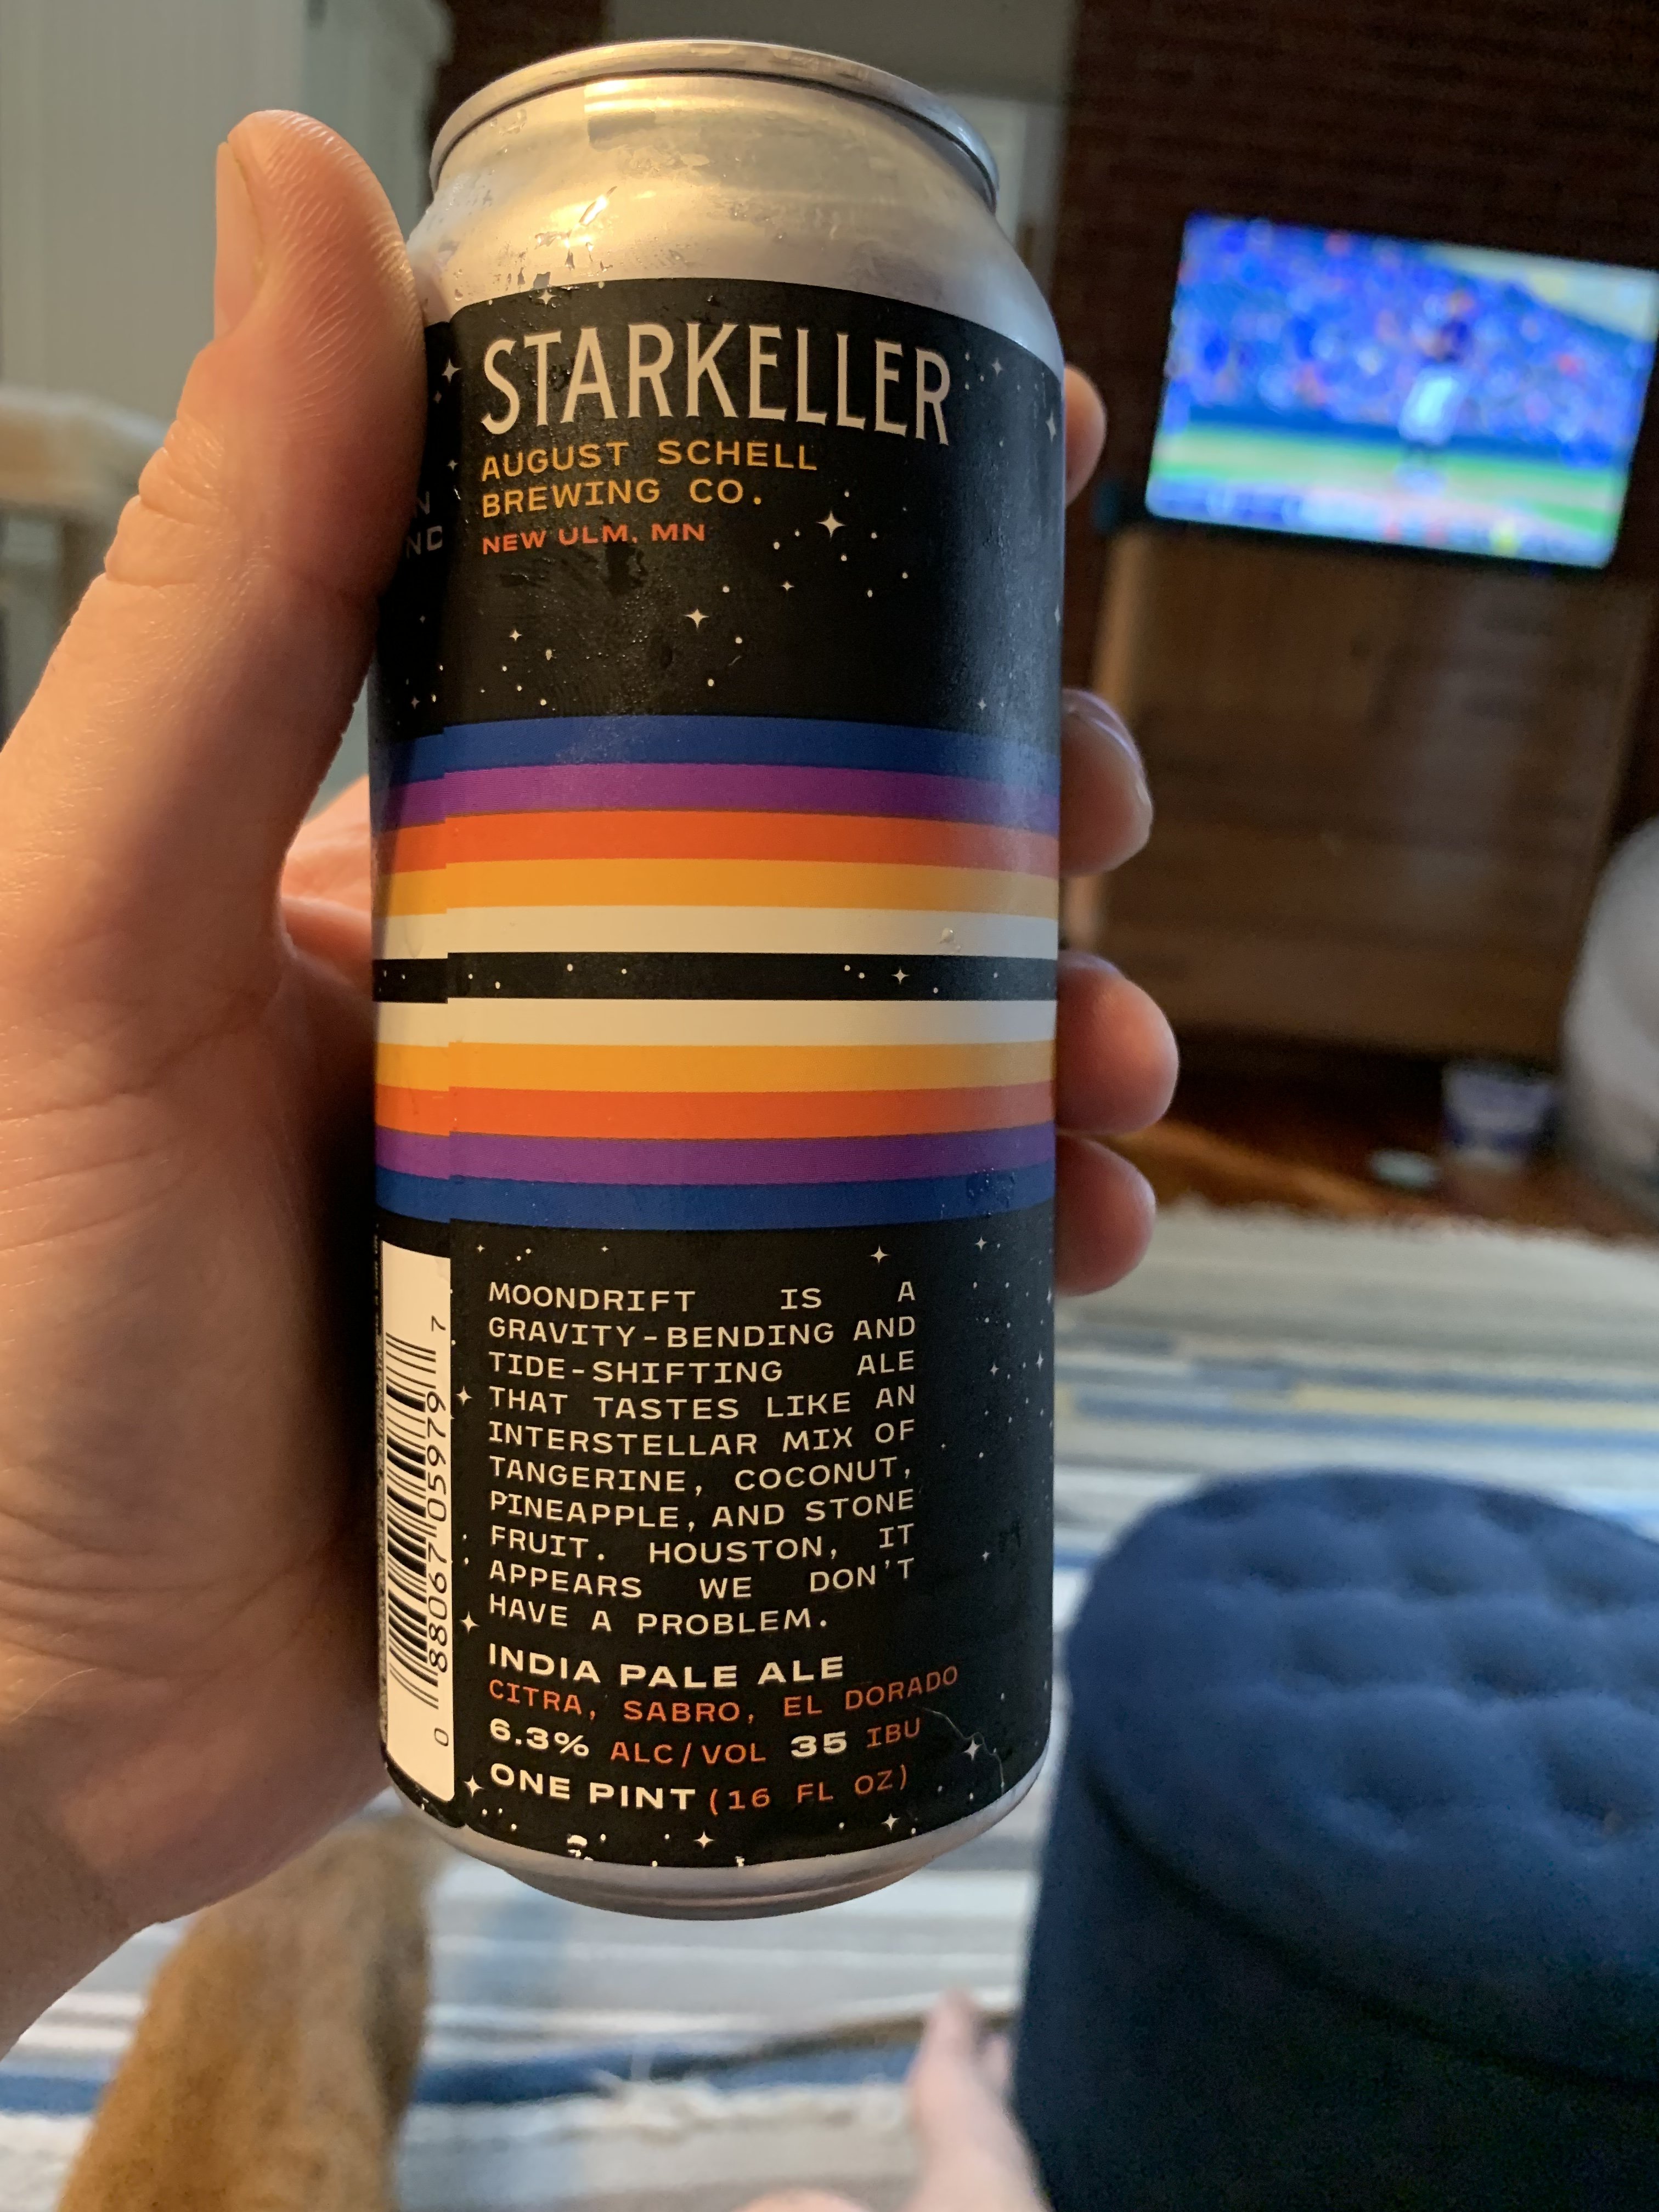 STARKELLER
AUGUST SCHELL
BREWING CO.
NEW ULM, MN
MOONDRIFT IS A
GRAVITY-BENDING AND
TIDE-SHIFTING ALE
THAT TASTES LIKE AN
INTERSTELLAR MIX OF
TANGERINE, COCONUT,
PINEAPPLE, AND STONE
FRUIT. HOUSTON, IT
APPEARS WE DON'T
HAVE A PROBLEM.
INDIA PALE ALE
CITRA, SABRO, EL DORADO
6.3% ALC/VOL 35 IBU
ONE PINT (16 FL OZ)
0 88067 05979 7